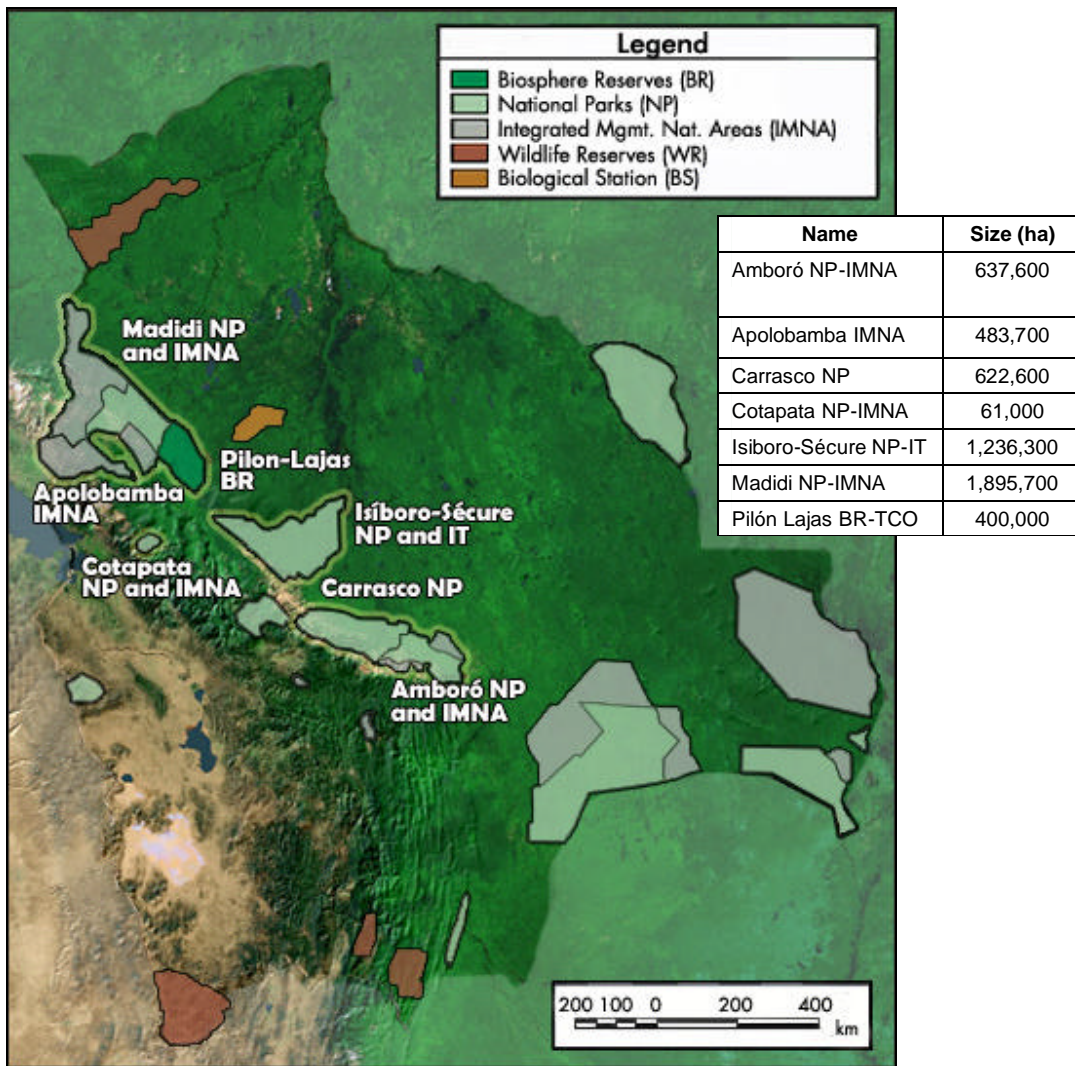 Legend
Biosphere Reserves (BR)
National Parks (NP)
Integrated Mgmt. Nat. Areas (IMNA)
Wildlife Reserves (WR)
Biological Station (BS)
Name Size (ha)
Amboró NP-IMNA 637,600
Apolobamba IMNA 483,700
Carrasco NP 622,600
Cotapata NP-IMNA 61,000
Isiboro-Sécure NP-IT 1,236,300
Madidi NP-IMNA 1,895,700
Pilón Lajas BR-TCO 400,000
Madidi NP
and IMNA
Pilon-Lajas
BR
Apolobamba
IMNA
Isíboro-Sécure
NP and IT
Cotapata
NP and IMNA
Carrasco NP
Amboró NP
and IMNA
200 100 0 200 400
km